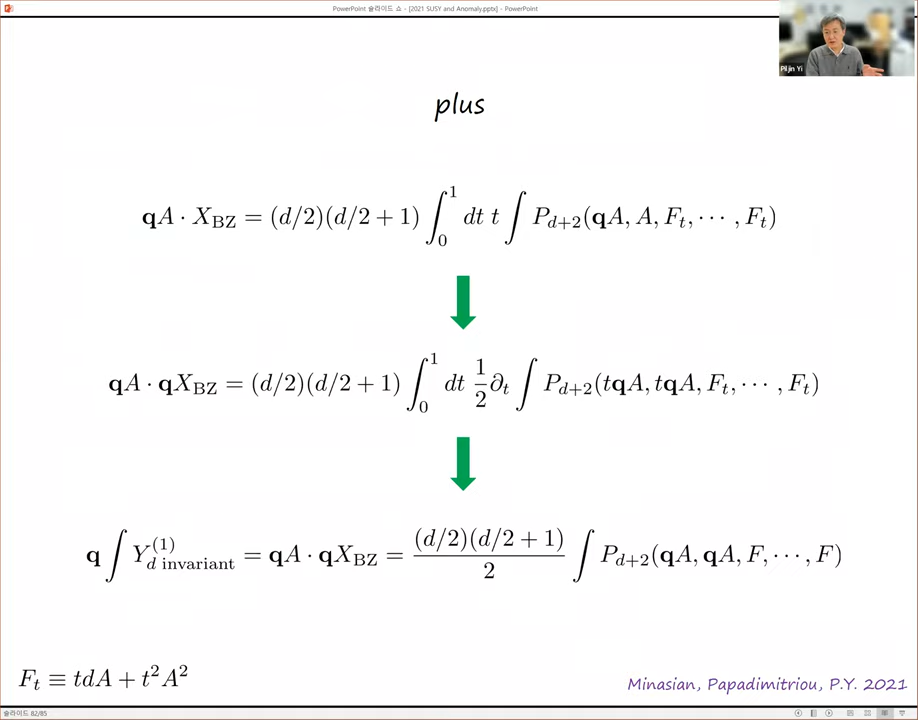 PowerPoint 슬라이드 쇼 - [2021 SUSY and Anomaly.pptx] - PowerPoint
Piljin Yi
plus
𝐪A · X_BZ = (d/2)(d/2 + 1) ∫₀¹ dt t ∫ P_{d+2}(𝐪A, A, F_t, ⋯ , F_t)
𝐪A · 𝐪X_BZ = (d/2)(d/2 + 1) ∫₀¹ dt ½ ∂_t ∫ P_{d+2}(t𝐪A, t𝐪A, F_t, ⋯ , F_t)
𝐪 ∫ Y^{(1)}_{d invariant} = 𝐪A · 𝐪X_BZ = (d/2)(d/2 + 1)/2 ∫ P_{d+2}(𝐪A, 𝐪A, F, ⋯ , F)
F_t ≡ tdA + t²A²
Minasian, Papadimitriou, P.Y. 2021
슬라이드 82/85